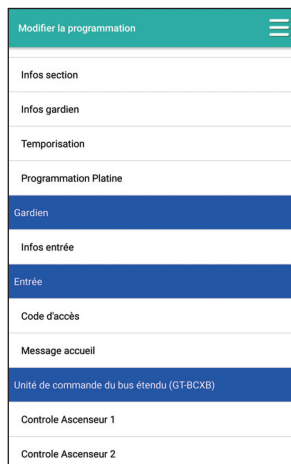 Modifier la programmation
Infos section
Infos gardien
Temporisation
Programmation Platine
Gardien
Infos entrée
Entrée
Code d'accès
Message accueil
Unité de commande du bus étendu (GT-BCXB)
Controle Ascenseur 1
Controle Ascenseur 2